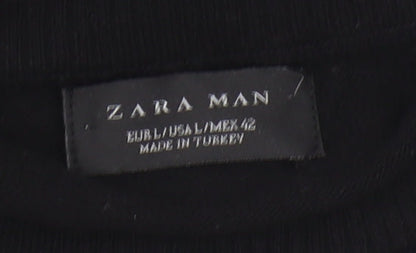 ZARA MAN
EUR L / USA L / MEX 42
MADE IN TURKEY